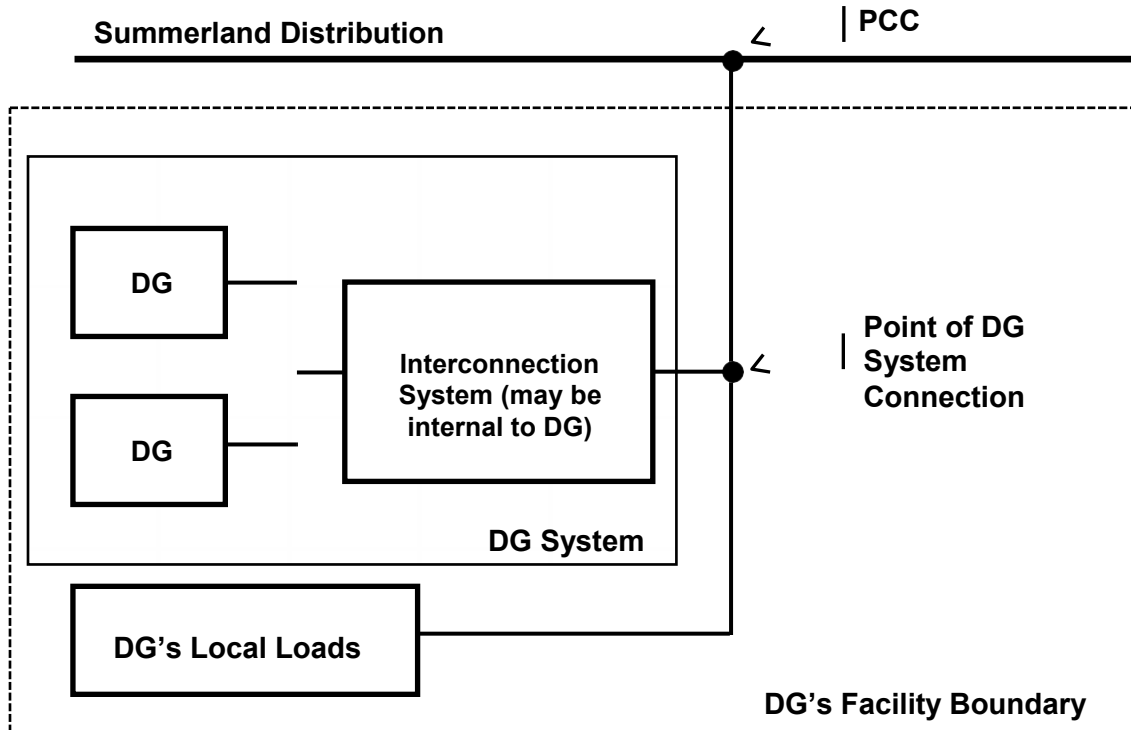 Summerland Distribution
PCC
DG
Interconnection
System (may be
internal to DG)
DG
Point of DG
System
Connection
DG System
DG’s Local Loads
DG’s Facility Boundary